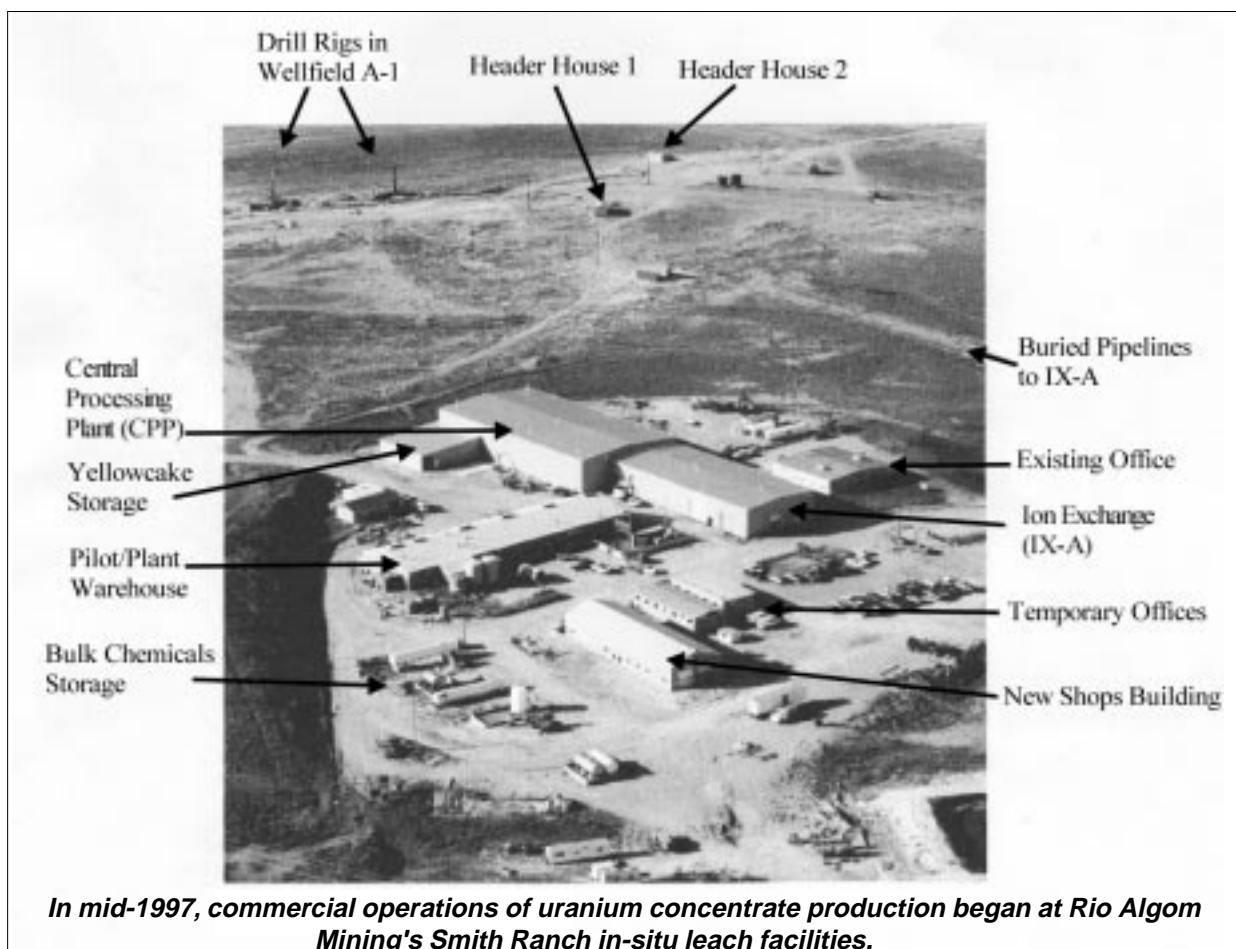 Drill Rigs in
Wellfield A-1
Header House 1
Header House 2
Central
Processing
Plant (CPP)
Yellowcake
Storage
Pilot/Plant
Warehouse
Bulk Chemicals
Storage
Buried Pipelines
to IX-A
Existing Office
Ion Exchange
(IX-A)
Temporary Offices
New Shops Building
In mid-1997, commercial operations of uranium concentrate production began at Rio Algom
Mining's Smith Ranch in-situ leach facilities.